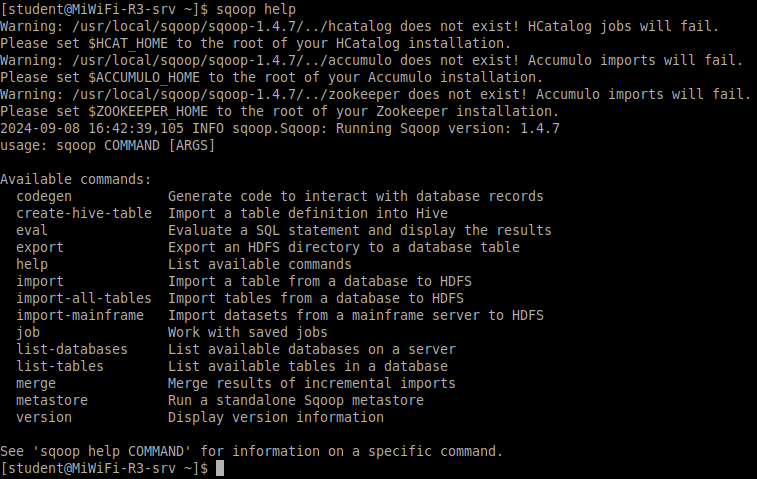 [student@MiWiFi-R3-srv ~]$ sqoop help
Warning: /usr/local/sqoop/sqoop-1.4.7/../hcatalog does not exist! HCatalog jobs will fail.
Please set $HCAT_HOME to the root of your HCatalog installation.
Warning: /usr/local/sqoop/sqoop-1.4.7/../accumulo does not exist! Accumulo imports will fail.
Please set $ACCUMULO_HOME to the root of your Accumulo installation.
Warning: /usr/local/sqoop/sqoop-1.4.7/../zookeeper does not exist! Accumulo imports will fail.
Please set $ZOOKEEPER_HOME to the root of your Zookeeper installation.
2024-09-08 16:42:39,105 INFO sqoop.Sqoop: Running Sqoop version: 1.4.7
usage: sqoop COMMAND [ARGS]

Available commands:
  codegen            Generate code to interact with database records
  create-hive-table  Import a table definition into Hive
  eval               Evaluate a SQL statement and display the results
  export             Export an HDFS directory to a database table
  help               List available commands
  import             Import a table from a database to HDFS
  import-all-tables  Import tables from a database to HDFS
  import-mainframe   Import datasets from a mainframe server to HDFS
  job                Work with saved jobs
  list-databases     List available databases on a server
  list-tables        List available tables in a database
  merge              Merge results of incremental imports
  metastore          Run a standalone Sqoop metastore
  version            Display version information

See 'sqoop help COMMAND' for information on a specific command.
[student@MiWiFi-R3-srv ~]$